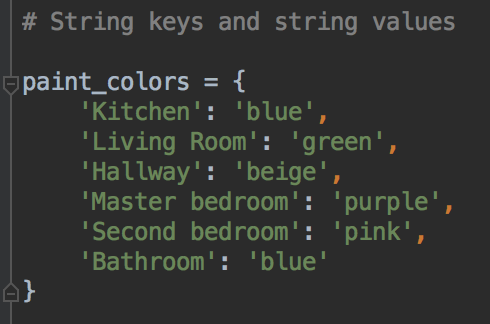 # String keys and string values
paint_colors = {
'Kitchen': 'blue',
'Living Room': 'green',
'Hallway': 'beige',
'Master bedroom': 'purple',
'Second bedroom': 'pink',
'Bathroom': 'blue'
}